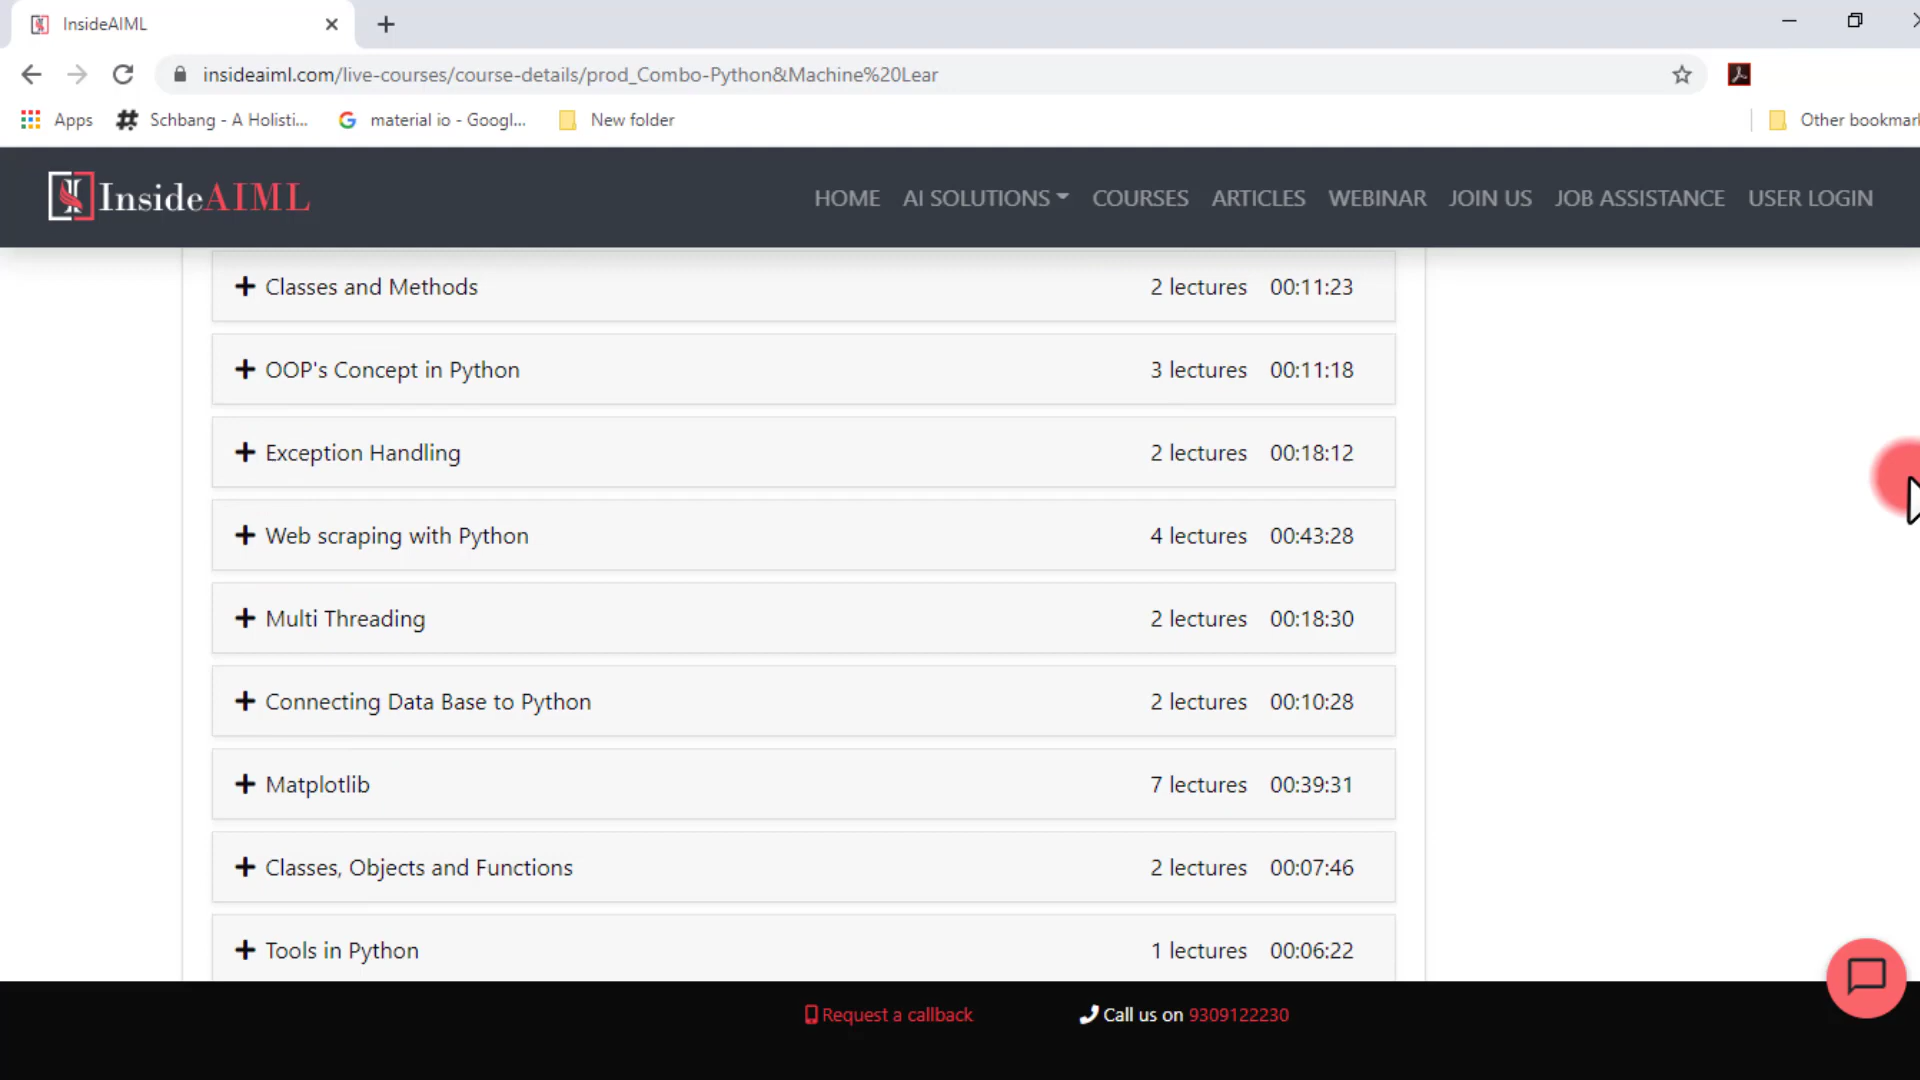 InsideAIML
insideaiml.com/live-courses/course-details/prod_Combo-Python&Machine%20Lear
Apps Schbang - A Holisti... material io - Googl... New folder Other bookmar
InsideAIML HOME AI SOLUTIONS COURSES ARTICLES WEBINAR JOIN US JOB ASSISTANCE USER LOGIN
Classes and Methods 2 lectures 00:11:23
OOP's Concept in Python 3 lectures 00:11:18
Exception Handling 2 lectures 00:18:12
Web scraping with Python 4 lectures 00:43:28
Multi Threading 2 lectures 00:18:30
Connecting Data Base to Python 2 lectures 00:10:28
Matplotlib 7 lectures 00:39:31
Classes, Objects and Functions 2 lectures 00:07:46
Tools in Python 1 lectures 00:06:22
Request a callback Call us on 9309122230